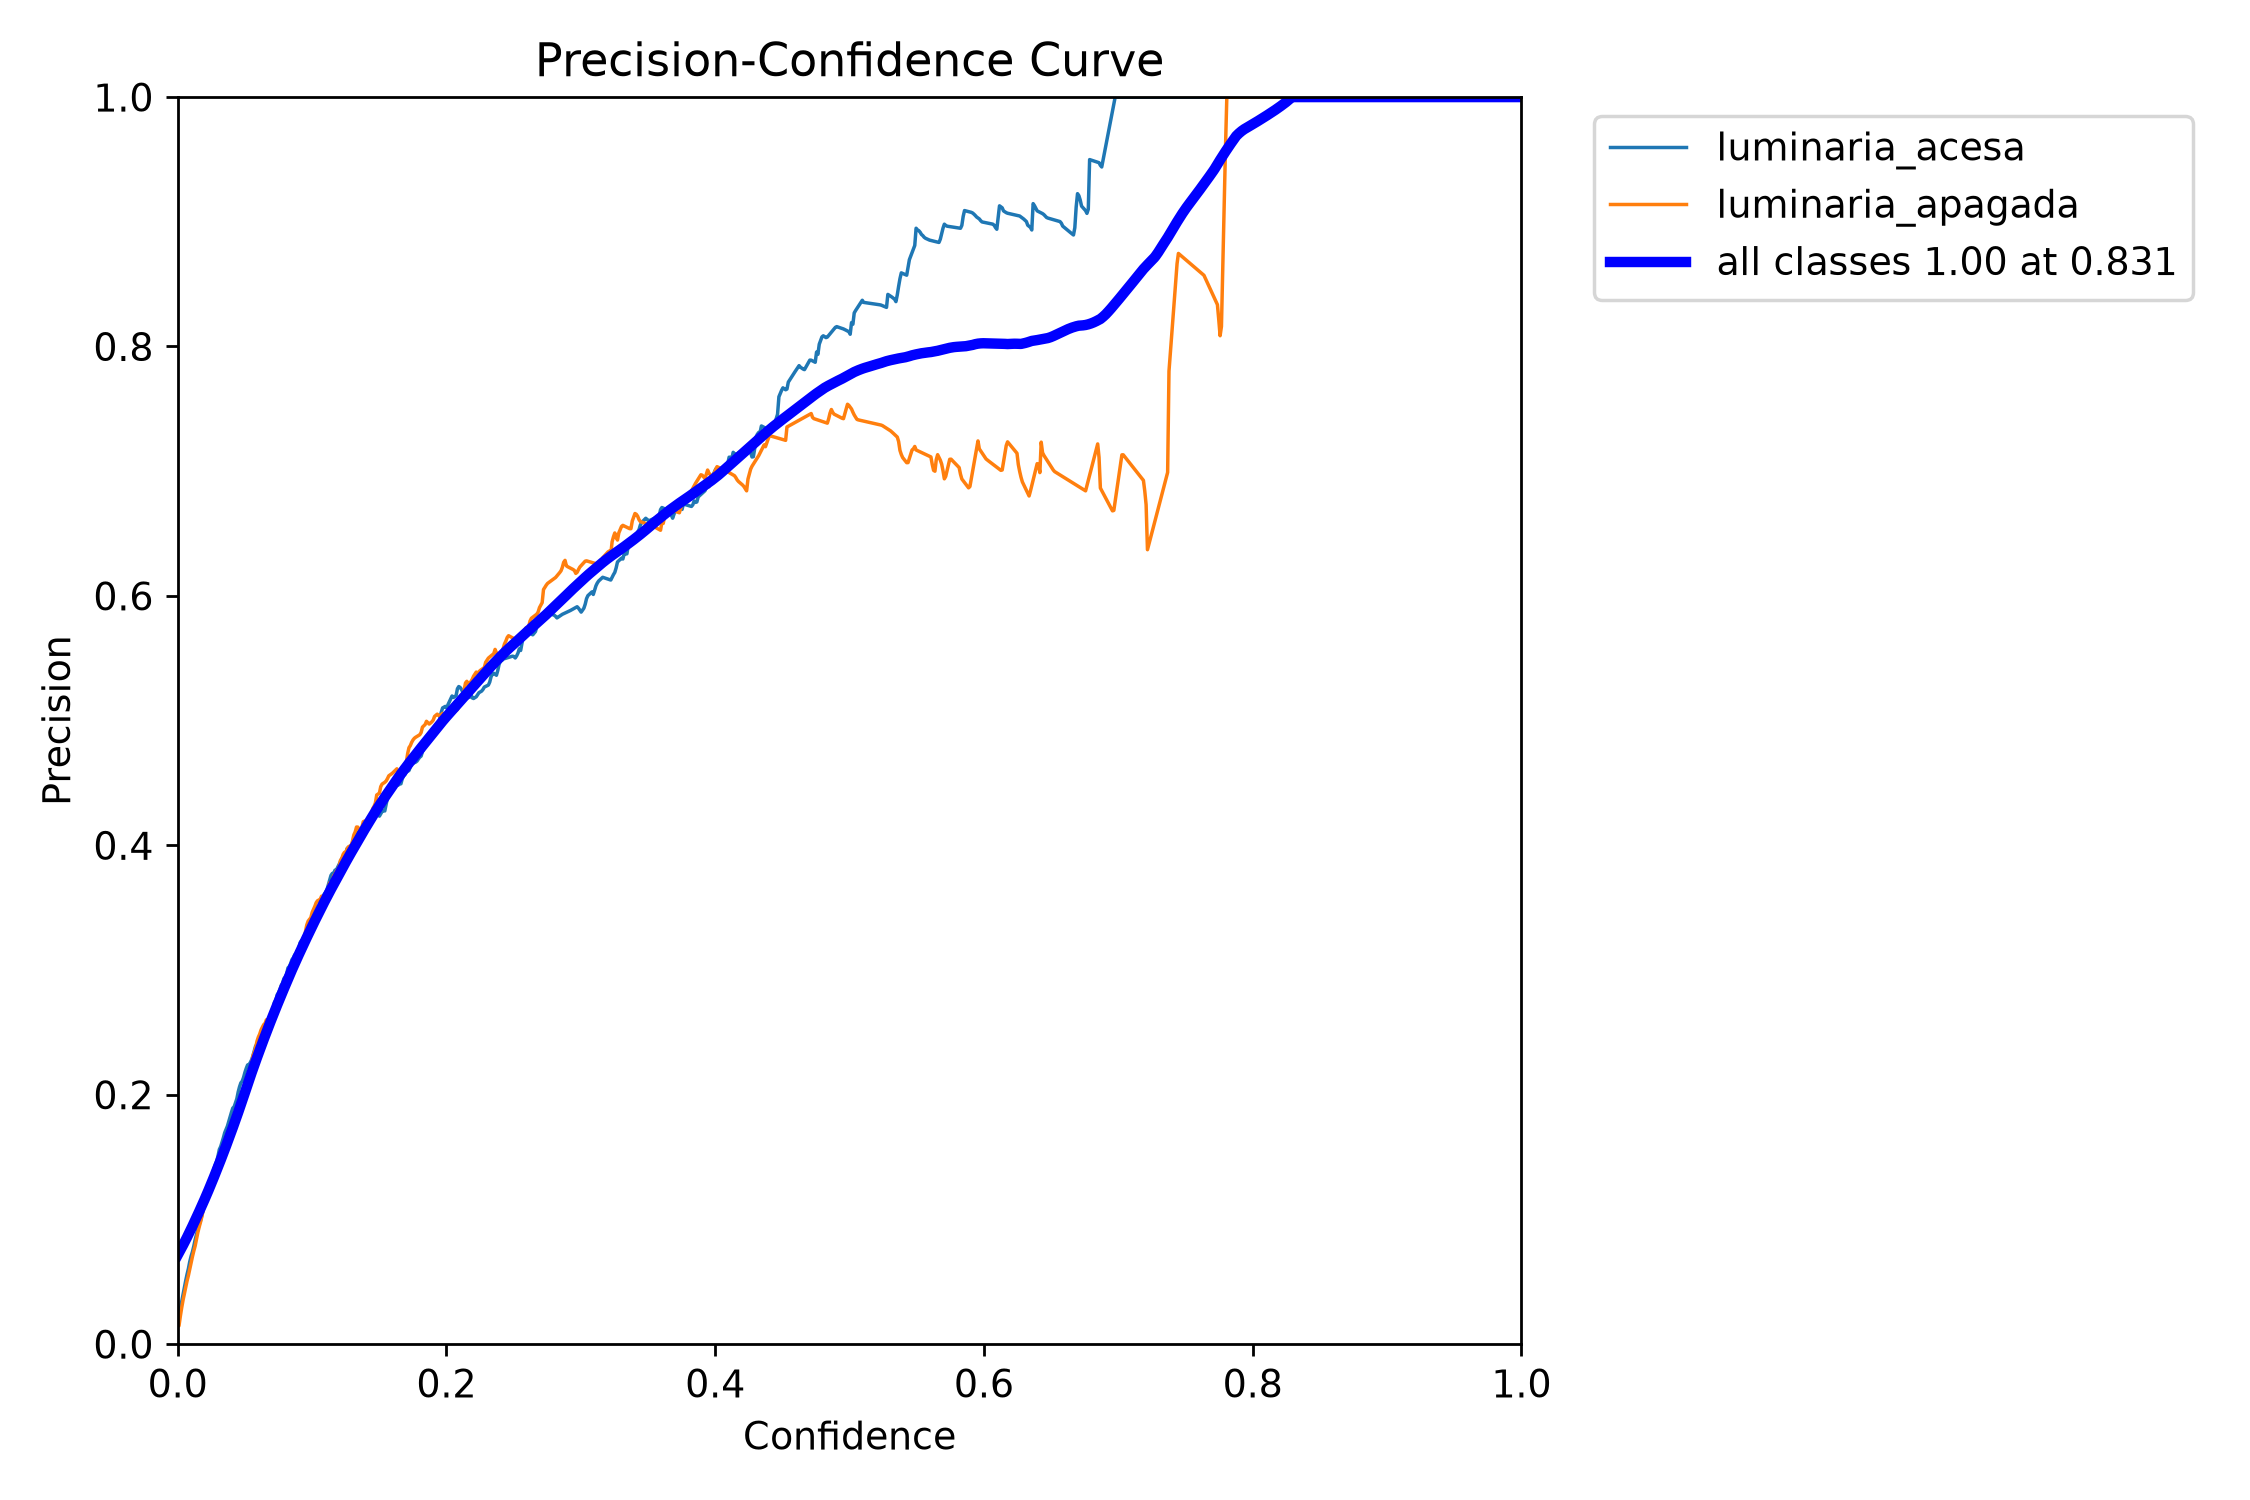 Precision-Confidence Curve
1.0
0.8
0.6
0.4
0.2
0.0
Precision
0.0 0.2 0.4 0.6 0.8 1.0
Confidence
luminaria_acesa
luminaria_apagada
all classes 1.00 at 0.831